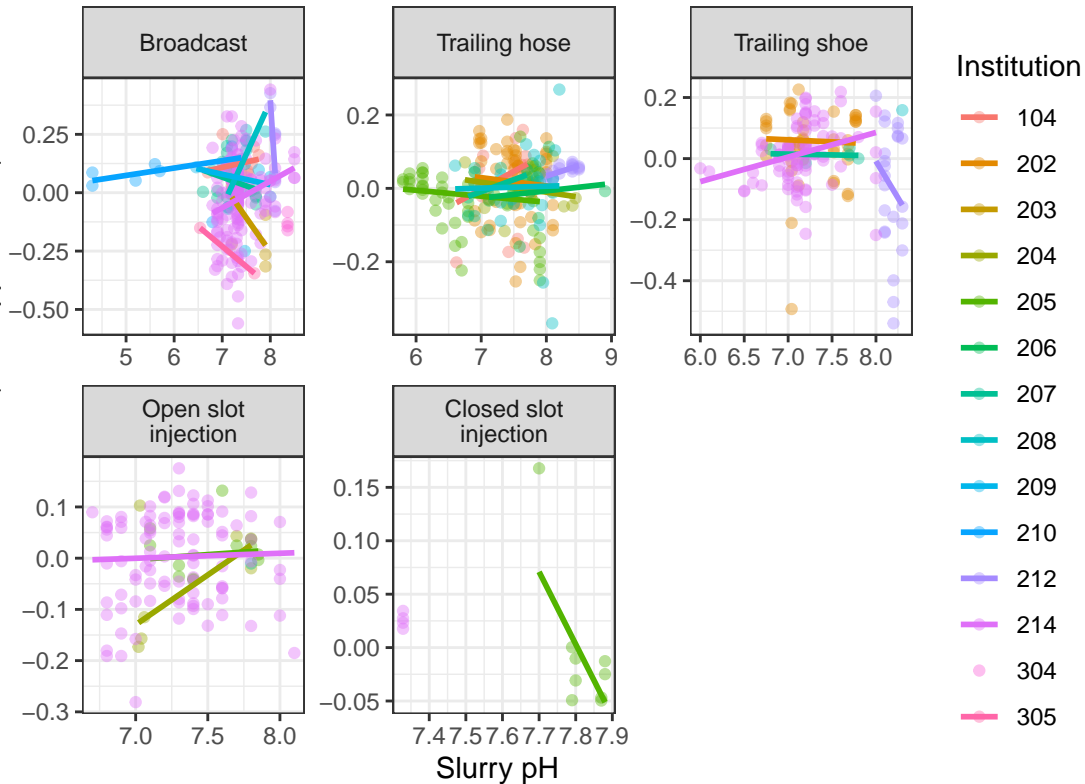 Broadcast
Trailing hose
Trailing shoe
0.25
0.00
−0.25
−0.50
5 6 7 8
0.2
0.0
−0.2
6 7 8 9
0.2
0.0
−0.2
−0.4
6.0 6.5 7.0 7.5 8.0
Open slot
injection
Closed slot
injection
0.1
0.0
−0.1
−0.2
−0.3
7.0 7.5 8.0
0.15
0.10
0.05
0.00
−0.05
7.4 7.5 7.6 7.7 7.8 7.9
Slurry pH
Institution
104
202
203
204
205
206
207
208
209
210
212
214
304
305